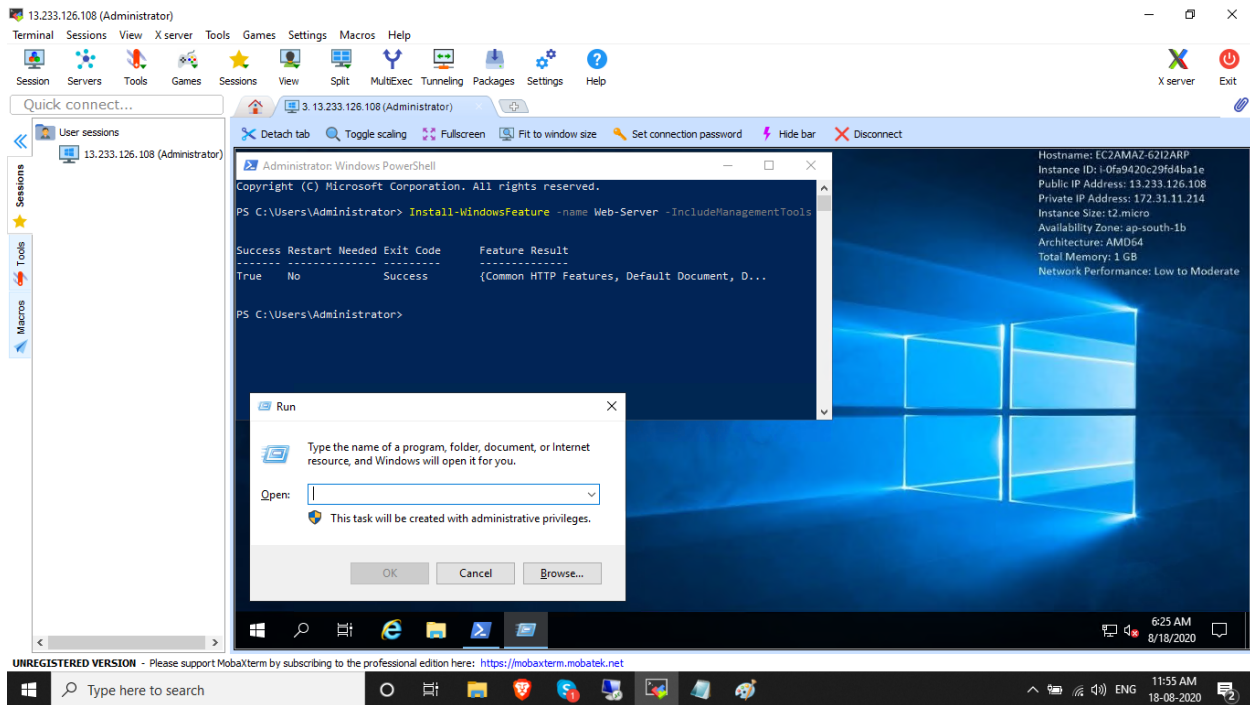 13.233.126.108 (Administrator)
Terminal Sessions View X server Tools Games Settings Macros Help
Session Servers Tools Games Sessions View Split MultiExec Tunneling Packages Settings Help X server Exit
Quick connect...
3. 13.233.126.108 (Administrator)
User sessions
13.233.126.108 (Administrator)
Sessions
Tools
Macros
Detach tab Toggle scaling Fullscreen Fit to window size Set connection password Hide bar Disconnect
Administrator: Windows PowerShell
Copyright (C) Microsoft Corporation. All rights reserved.
PS C:\Users\Administrator> Install-WindowsFeature -name Web-Server -IncludeManagementTools
Success Restart Needed Exit Code Feature Result
------- -------------- --------- --------------
True No Success {Common HTTP Features, Default Document, D...
PS C:\Users\Administrator>
Hostname: EC2AMAZ-62I2ARP
Instance ID: i-0fa9420c29fd4ba1e
Public IP Address: 13.233.126.108
Private IP Address: 172.31.11.214
Instance Size: t2.micro
Availability Zone: ap-south-1b
Architecture: AMD64
Total Memory: 1 GB
Network Performance: Low to Moderate
Run
Type the name of a program, folder, document, or Internet
resource, and Windows will open it for you.
Open:
This task will be created with administrative privileges.
OK Cancel Browse...
6:25 AM
8/18/2020
UNREGISTERED VERSION - Please support MobaXterm by subscribing to the professional edition here: https://mobaxterm.mobatek.net
Type here to search
ENG
11:55 AM
18-08-2020
2